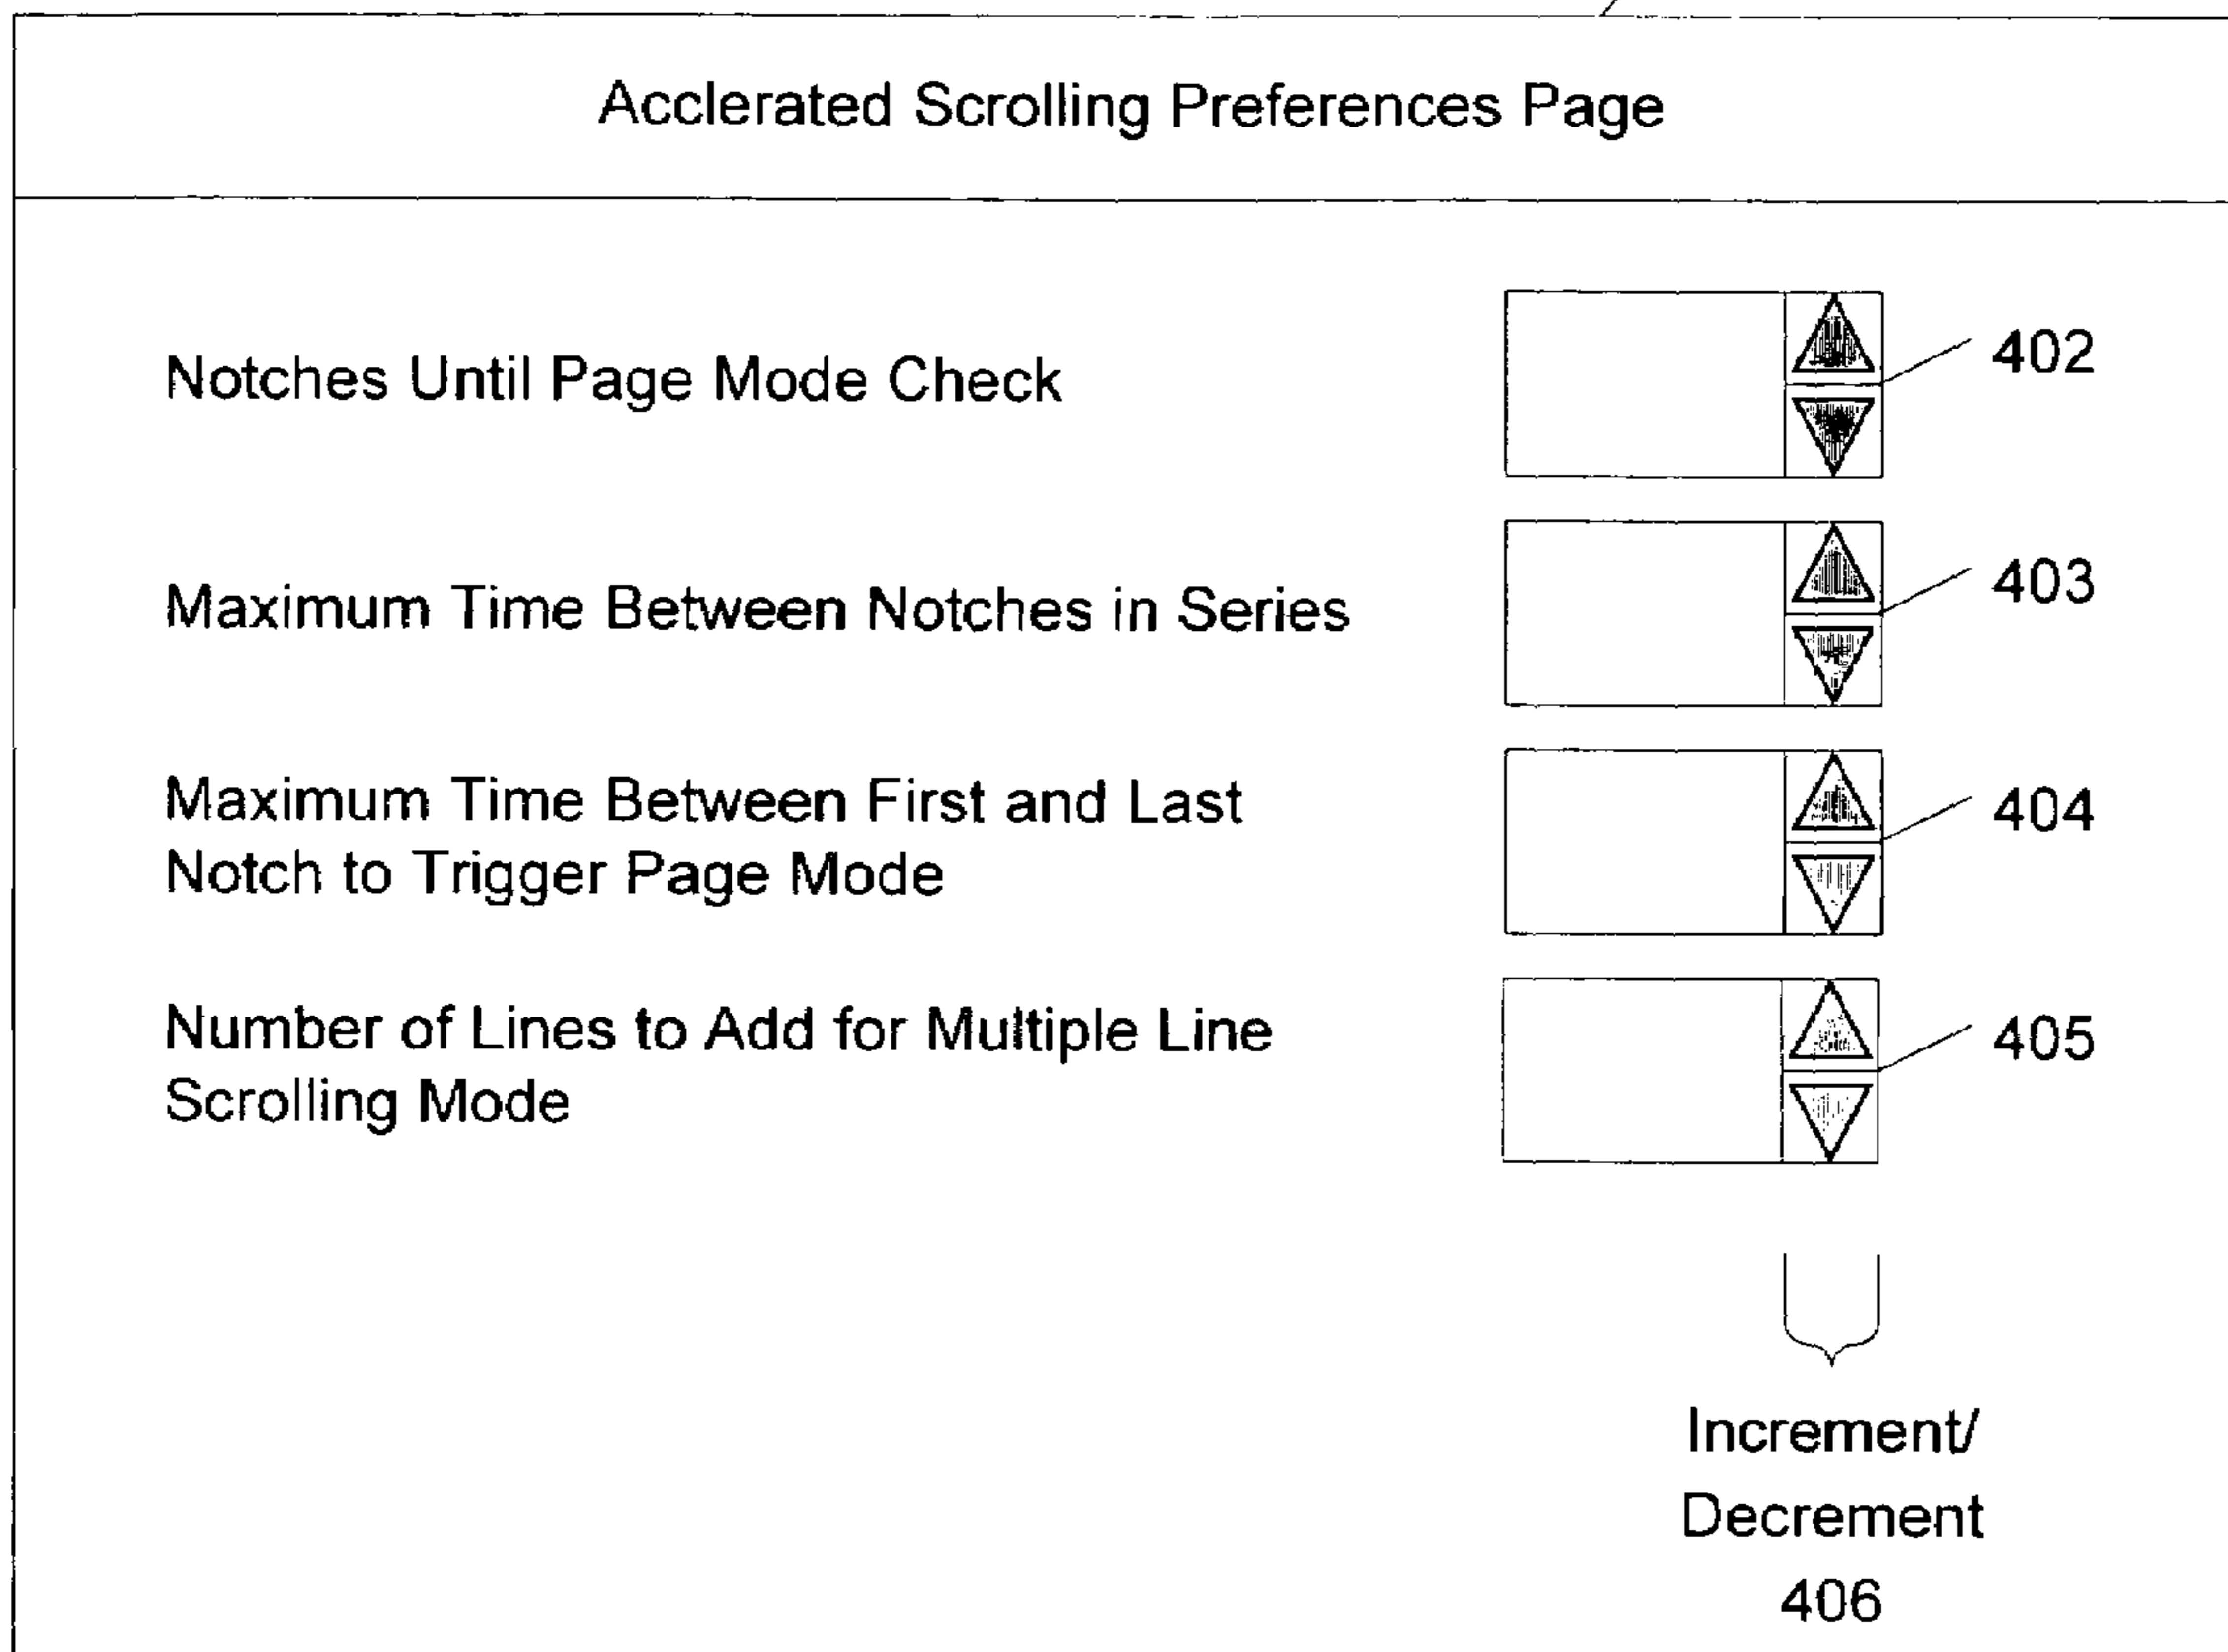 Acclerated Scrolling Preferences Page
Notches Until Page Mode Check
402
Maximum Time Between Notches in Series
403
Maximum Time Between First and Last
Notch to Trigger Page Mode
404
Number of Lines to Add for Multiple Line
Scrolling Mode
405
Increment/
Decrement
406